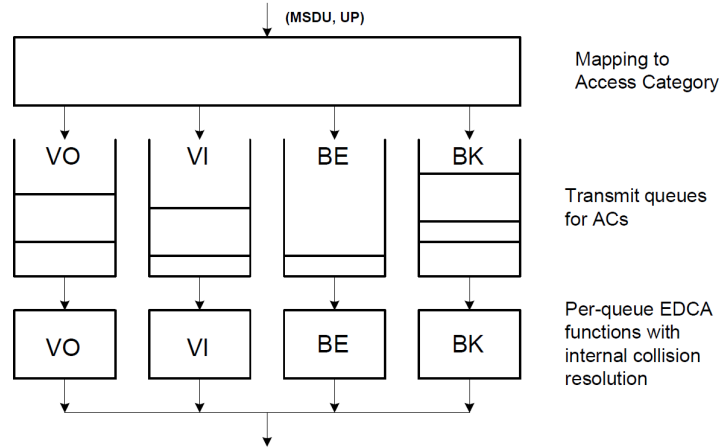 (MSDU, UP)
Mapping to
Access Category
VO VI BE BK
Transmit queues
for ACs
VO VI BE BK
Per-queue EDCA
functions with
internal collision
resolution